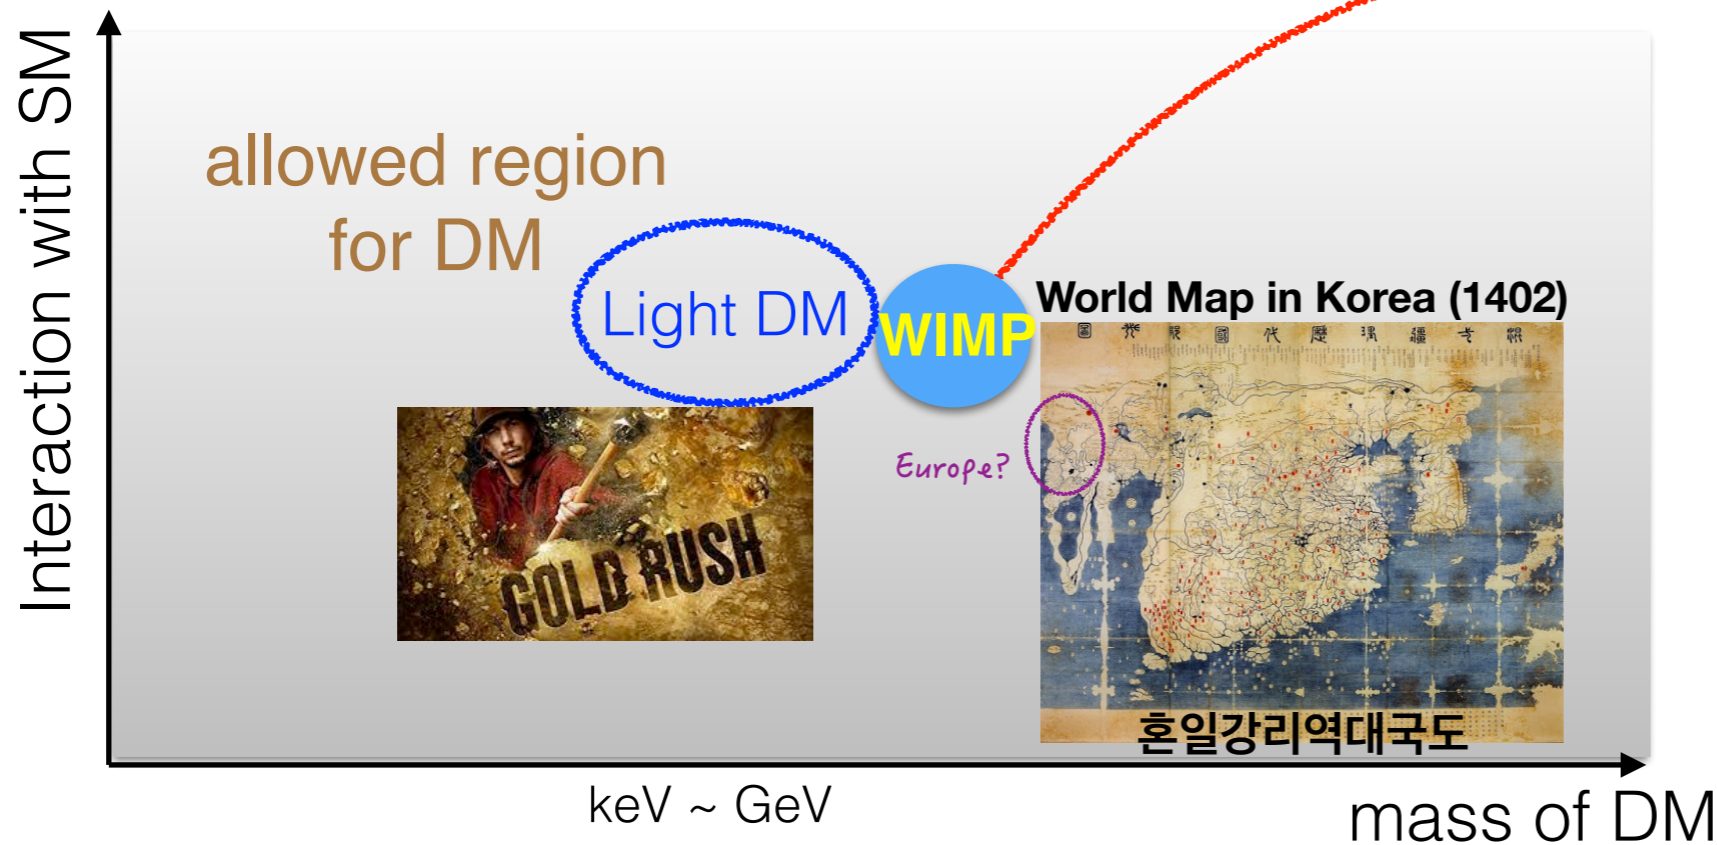 Interaction with SM
allowed region
for DM
Light DM
WIMP
World Map in Korea (1402)
Europe?
GOLD RUSH
혼일강리역대국도
keV ~ GeV
mass of DM